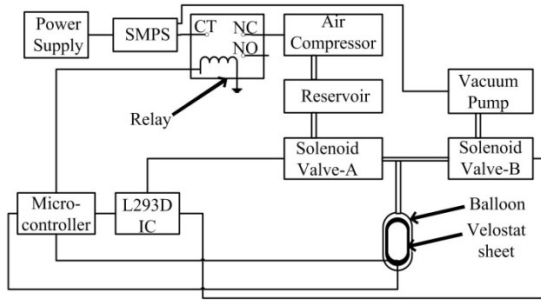 Power
Supply
SMPS
CT
NC
NO
Relay
Air
Compressor
Reservoir
Vacuum
Pump
Solenoid
Valve-A
Solenoid
Valve-B
Micro-
controller
L293D
IC
Balloon
Velostat
sheet